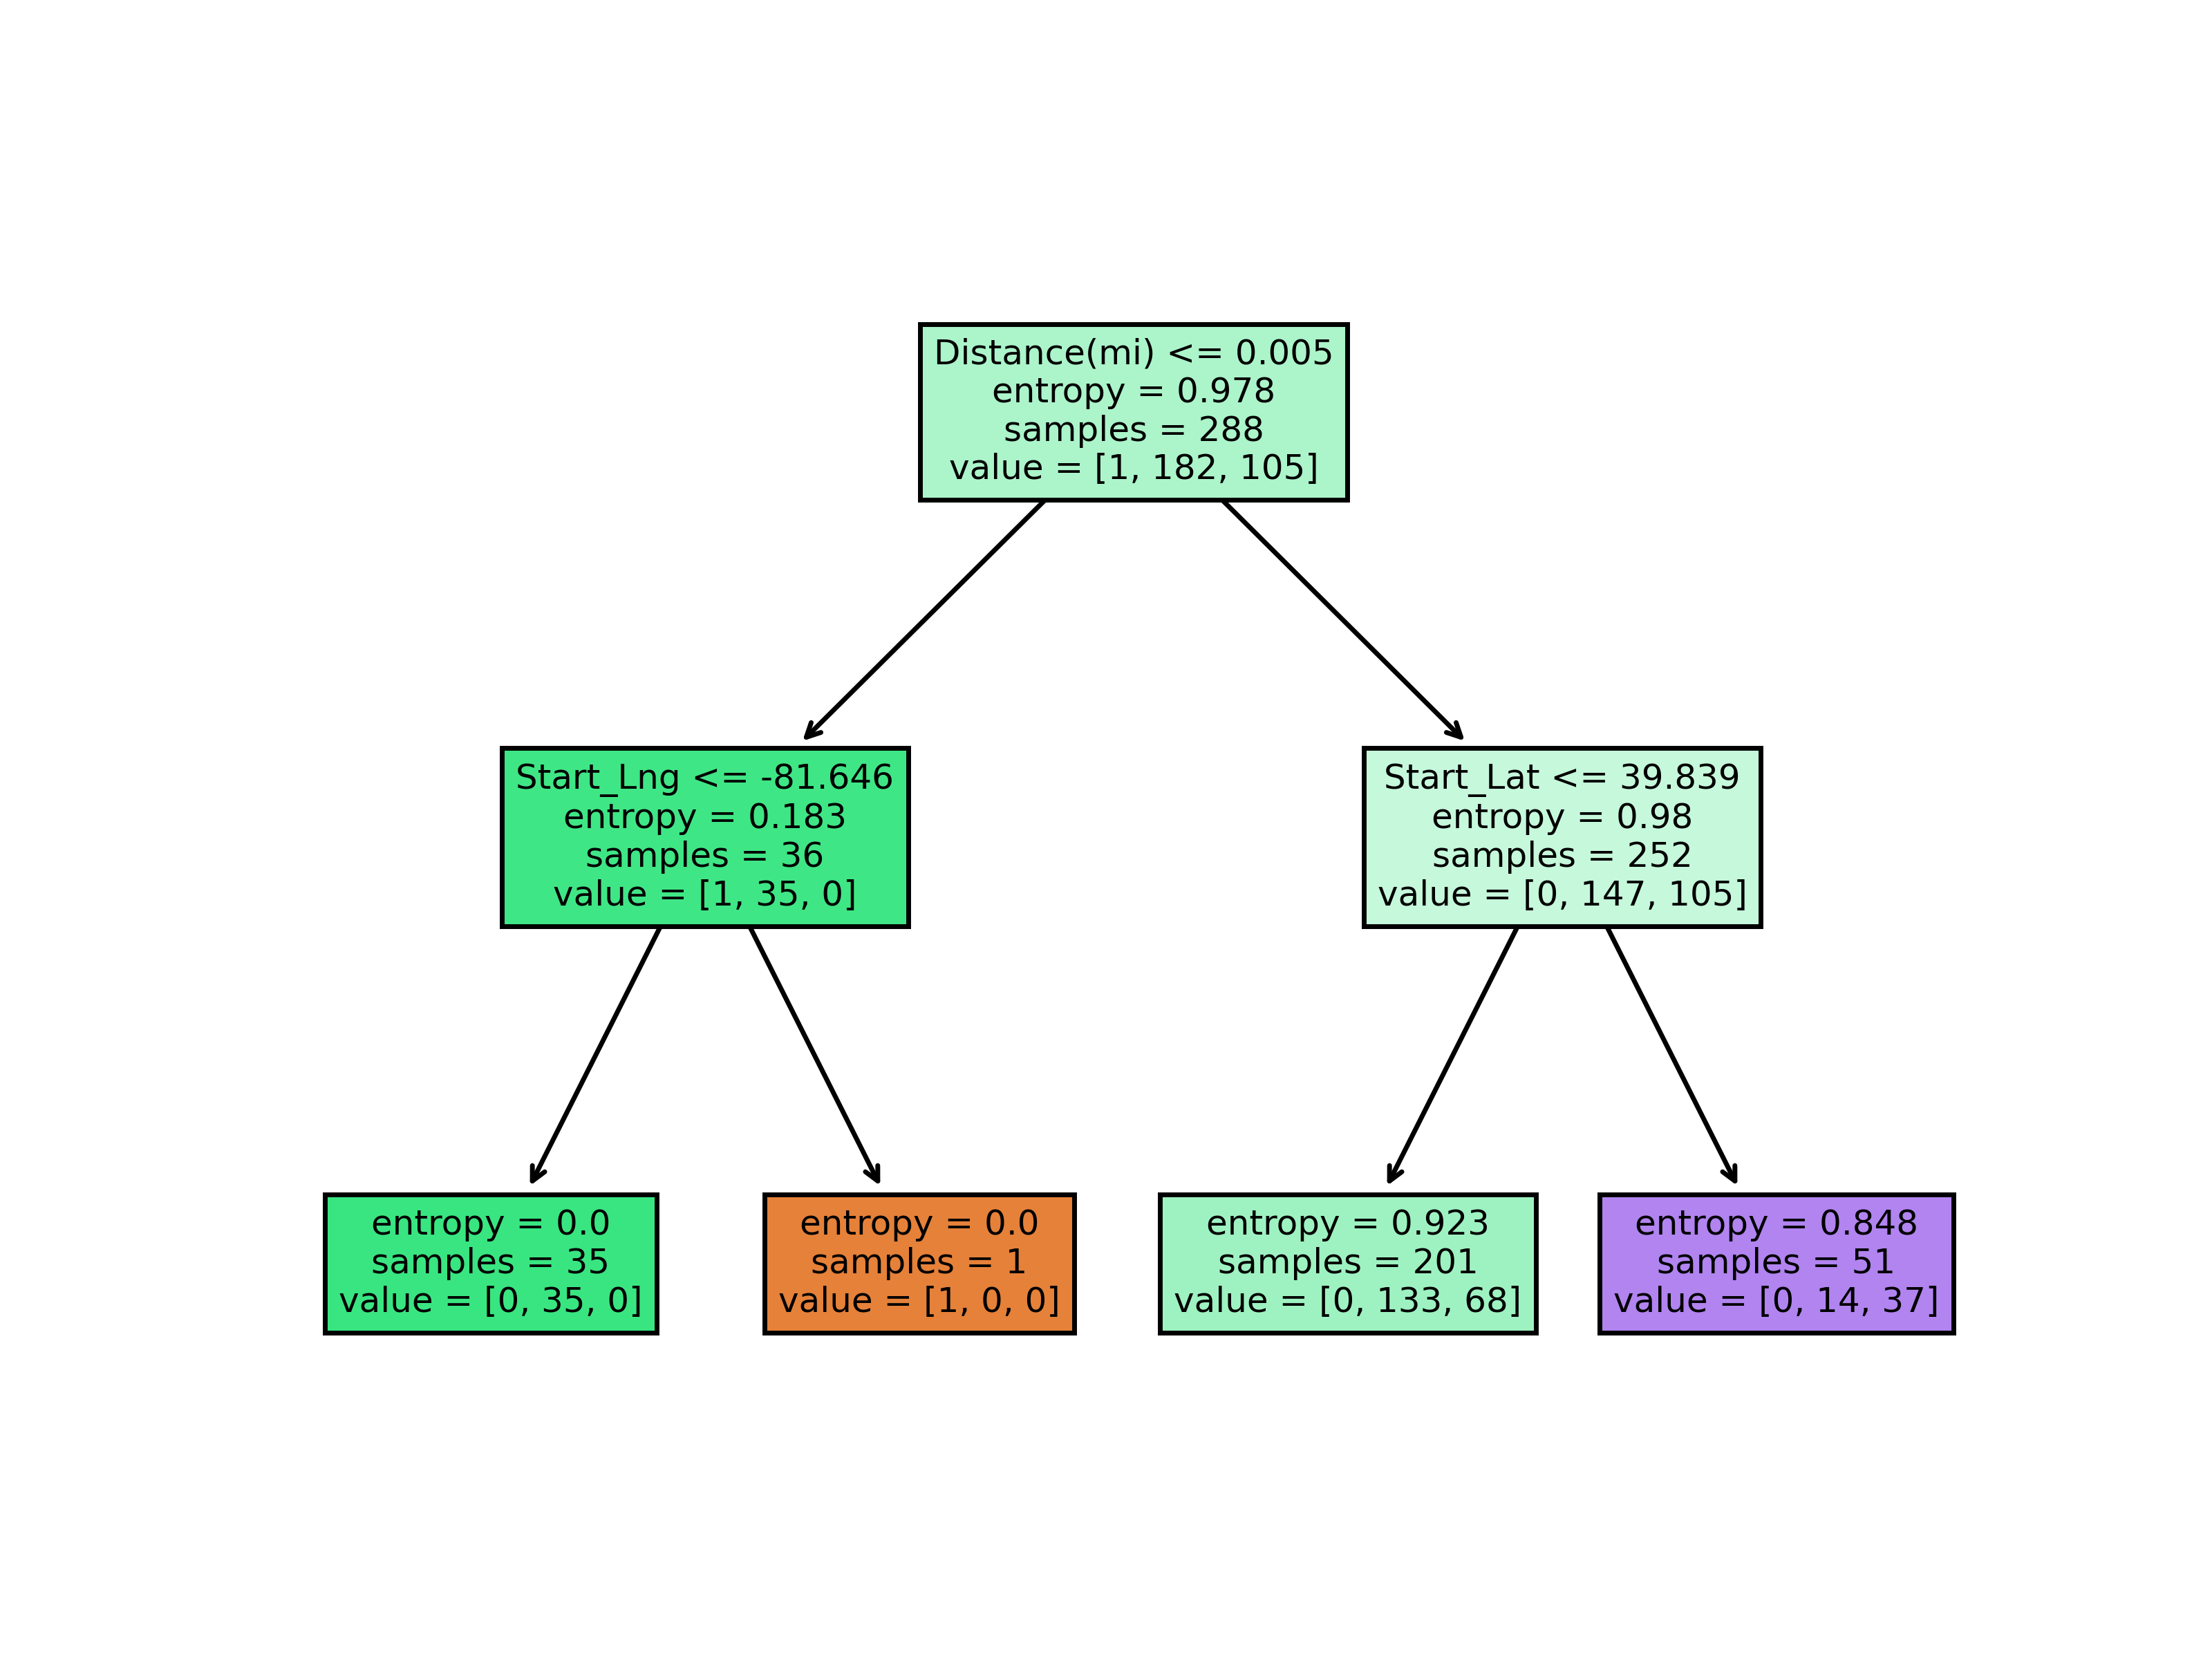 Distance(mi) <= 0.005
entropy = 0.978
samples = 288
value = [1, 182, 105]
Start_Lng <= -81.646
entropy = 0.183
samples = 36
value = [1, 35, 0]
Start_Lat <= 39.839
entropy = 0.98
samples = 252
value = [0, 147, 105]
entropy = 0.0
samples = 35
value = [0, 35, 0]
entropy = 0.0
samples = 1
value = [1, 0, 0]
entropy = 0.923
samples = 201
value = [0, 133, 68]
entropy = 0.848
samples = 51
value = [0, 14, 37]